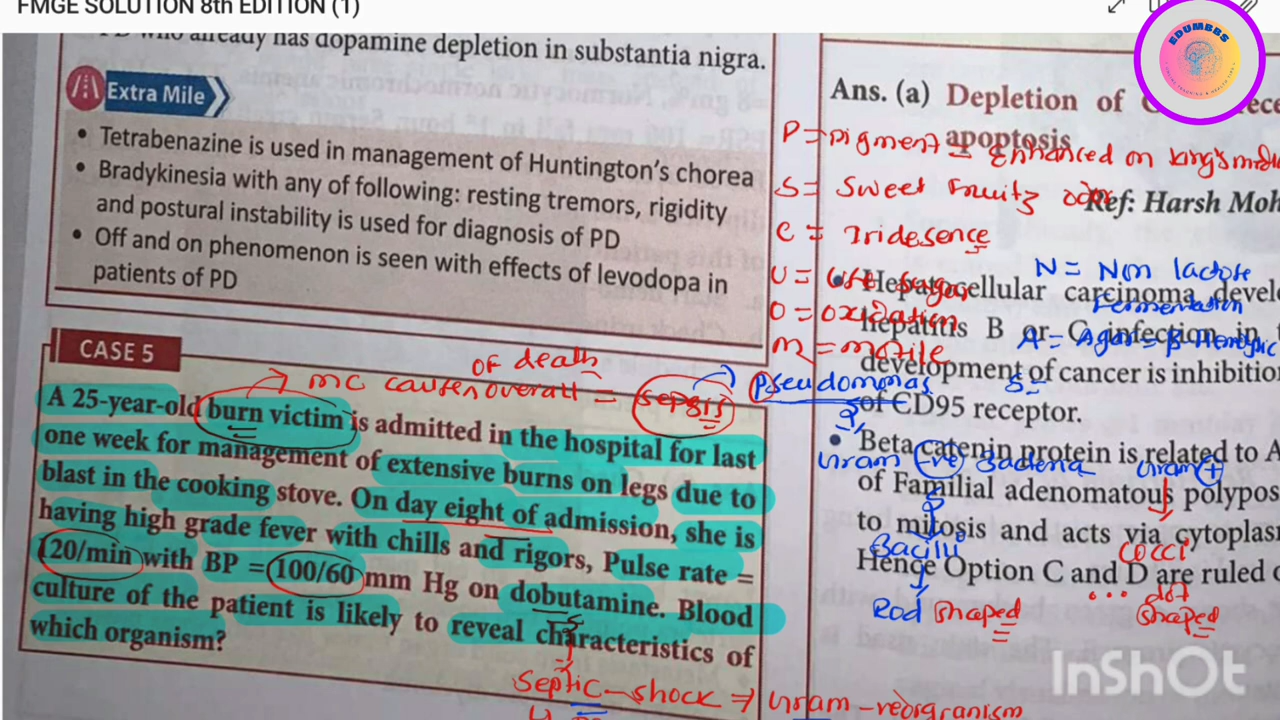 FMGE SOLUTION 8th EDITION (1)
EDUMBBS
who already has dopamine depletion in substantia nigra.
Extra Mile
• Tetrabenazine is used in management of Huntington's chorea
• Bradykinesia with any of following: resting tremors, rigidity
and postural instability is used for diagnosis of PD
• Off and on phenomenon is seen with effects of levodopa in
patients of PD
CASE 5
of death
→ mc causes overall = sepsis → Pseudomonas
A 25-year-old burn victim is admitted in the hospital for last
one week for management of extensive burns on legs due to
blast in the cooking stove. On day eight of admission, she is
having high grade fever with chills and rigors, Pulse rate =
120/min with BP = 100/60 mm Hg on dobutamine. Blood
culture of the patient is likely to reveal characteristics of
which organism?
Septic-shock ⇒ Gram -ve organism
Ans. (a) Depletion of
apoptosis
P = pigment = Enhanced on king's
S = Sweet fruity
Ref: Harsh Moh
C = Iridesence
N = Non lactose
Fermentation
U =
O = oxidation
m = motile
A = Agar = β
S =
• Hepatocellular carcinoma devel
hepatitis B or C infection in
development of cancer is inhibition
of CD95 receptor.
• Beta catenin protein is related to A
of Familial adenomatous polypos
to mitosis and acts via cytoplas
Hence Option C and D are ruled
Gram (-ve) Bacteria
Gram (+)
Bacilli
cocci
Rod shaped
... dot
shaped
InShOt